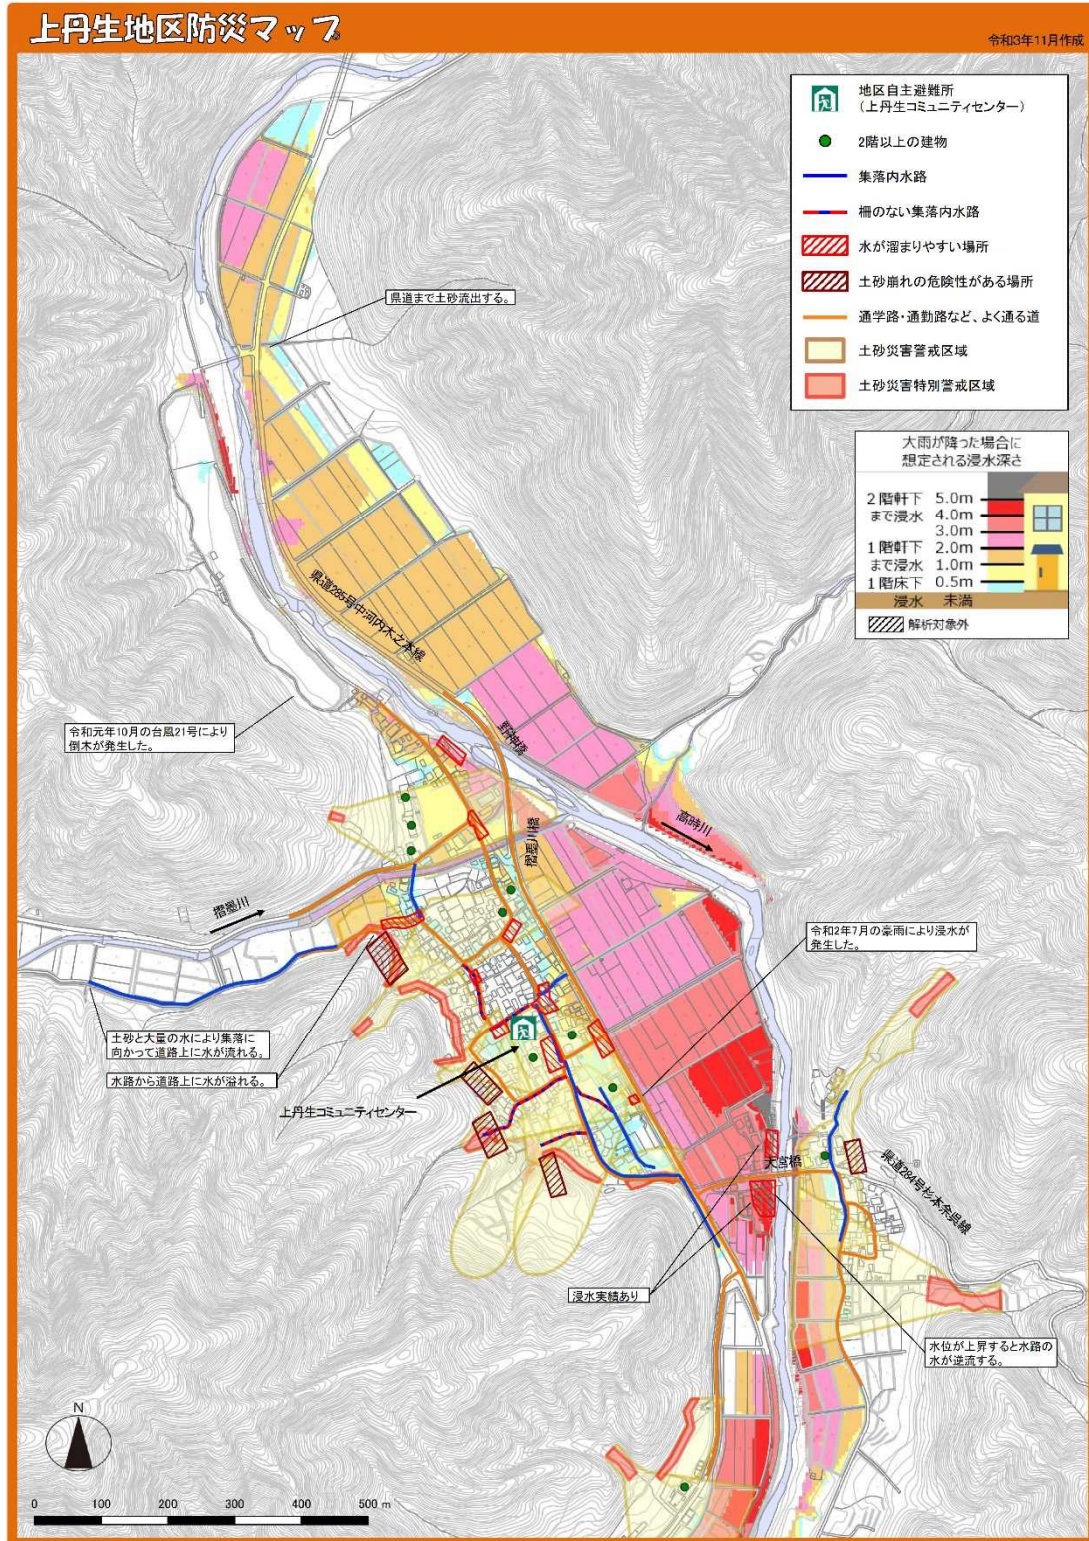 上丹生地区防災マップ
令和3年11月作成
地区自主避難所
(上丹生コミュニティセンター)
2階以上の建物
集落内水路
柵のない集落内水路
水が溜まりやすい場所
土砂崩れの危険性がある場所
通学路・通勤路など、よく通る道
土砂災害警戒区域
土砂災害特別警戒区域
大雨が降った場合に
想定される浸水深さ
2階軒下 5.0m
まで浸水 4.0m
3.0m
1階軒下 2.0m
まで浸水 1.0m
1階床下 0.5m
浸水 未満
解析対象外
県道まで土砂流出する。
県道285号中河内木之本線
令和元年10月の台風21号により
倒木が発生した。
野神橋
高時川
摺墨川橋
摺墨川
令和2年7月の豪雨により浸水が
発生した。
土砂と大量の水により集落に
向かって道路上に水が流れる。
水路から道路上に水が溢れる。
上丹生コミュニティセンター
大宮橋
県道284号杉本余呉線
浸水実績あり
水位が上昇すると水路の
水が逆流する。
N
0 100 200 300 400 500 m